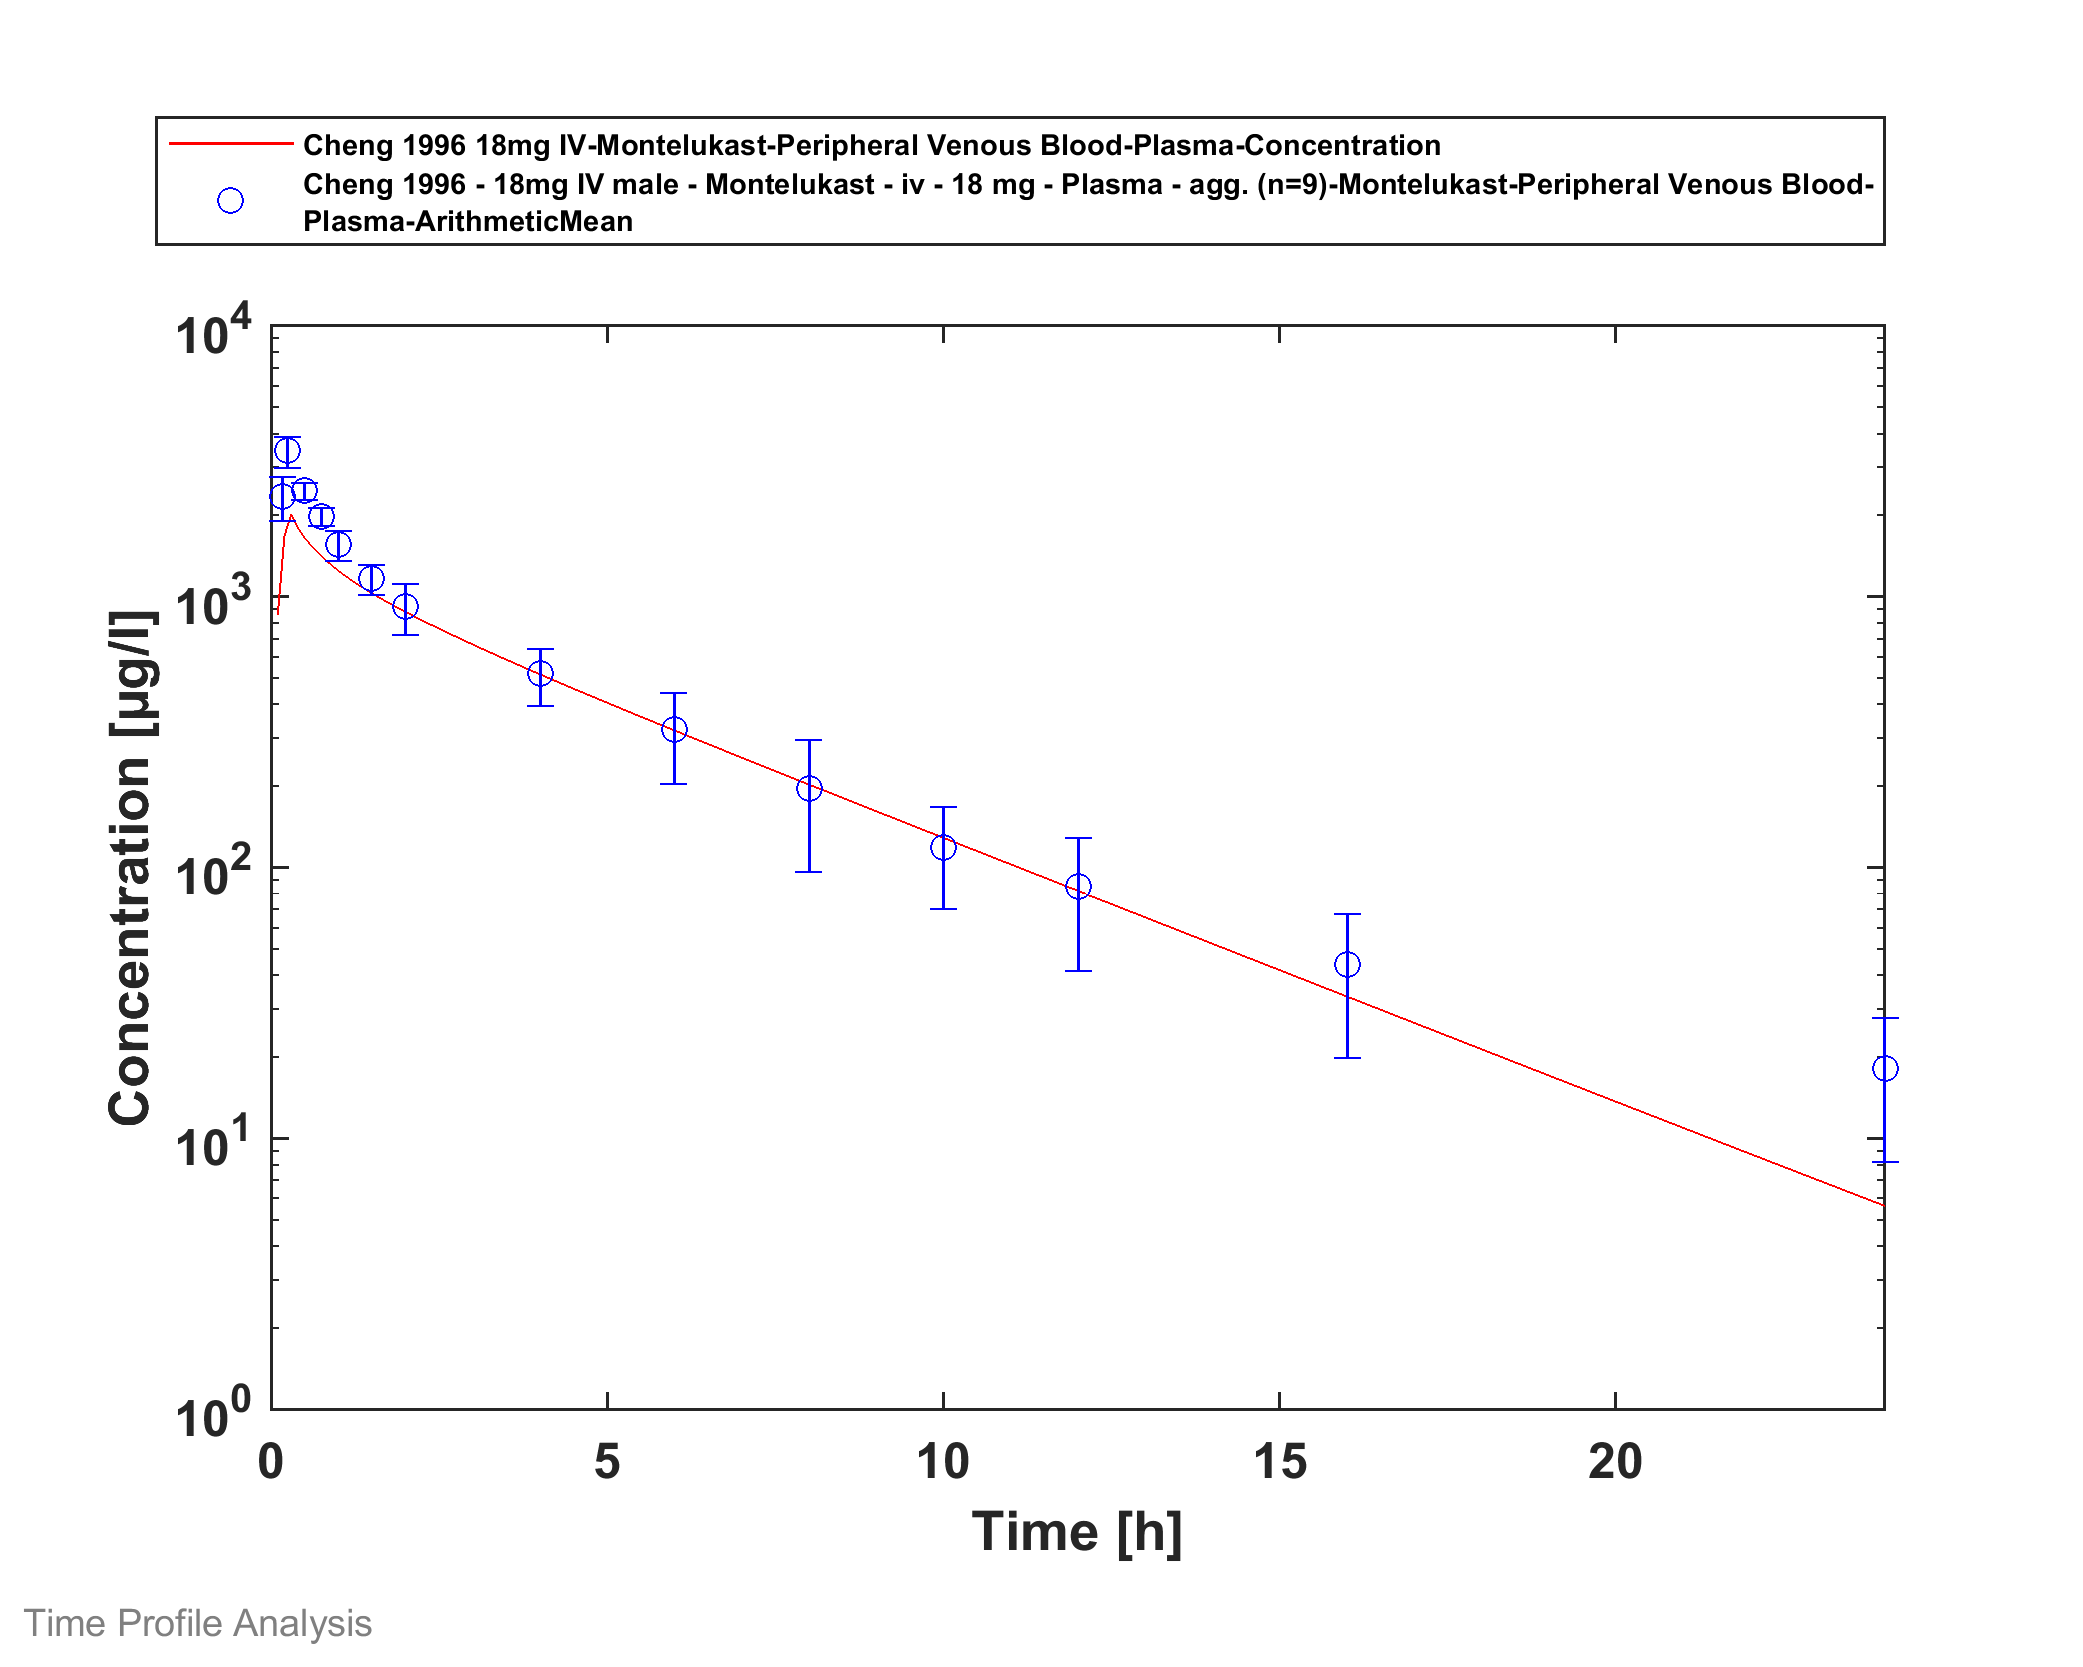 Cheng 1996 18mg IV-Montelukast-Peripheral Venous Blood-Plasma-Concentration
Cheng 1996 - 18mg IV male - Montelukast - iv - 18 mg - Plasma - agg. (n=9)-Montelukast-Peripheral Venous Blood-
Plasma-ArithmeticMean
10^4
10^3
10^2
10^1
10^0
Concentration [µg/l]
0 5 10 15 20
Time [h]
Time Profile Analysis